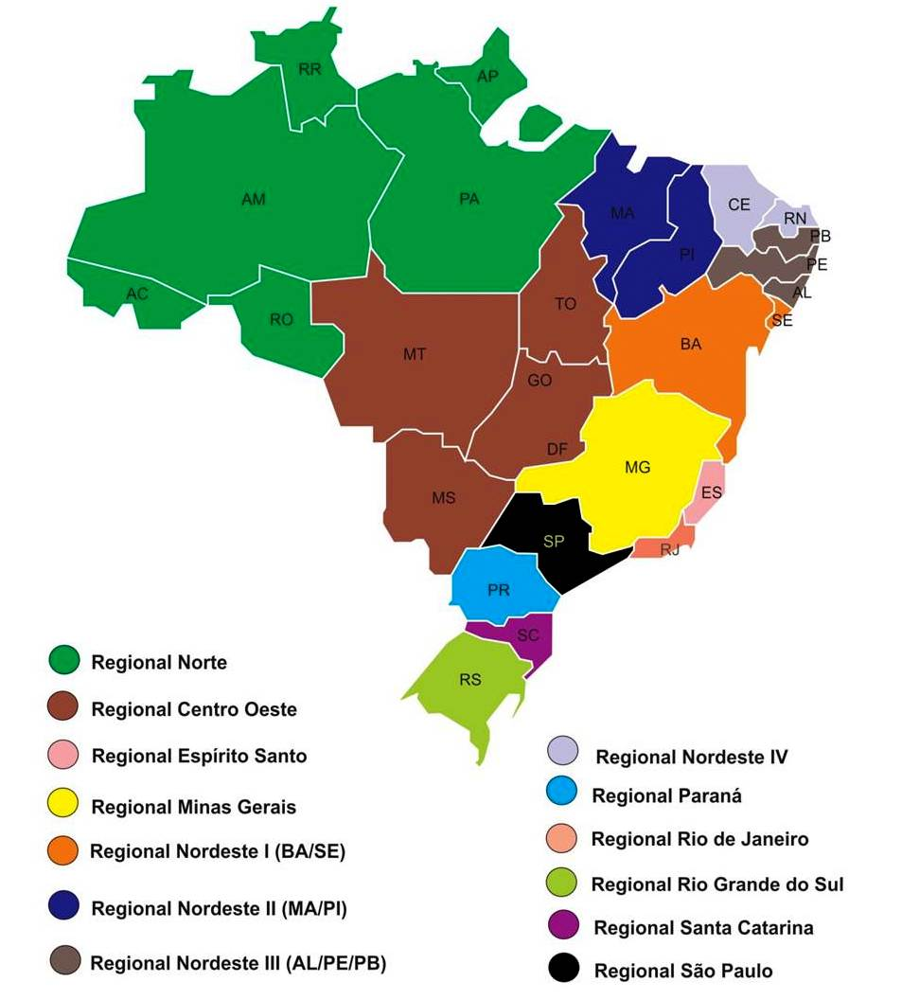 RR
AP
AM
PA
MA
CE
RN
PB
PI
PE
AL
AC
RO
TO
SE
MT
BA
GO
DF
MG
MS
ES
SP
RJ
PR
SC
RS
Regional Norte
Regional Centro Oeste
Regional Espírito Santo
Regional Minas Gerais
Regional Nordeste I (BA/SE)
Regional Nordeste II (MA/PI)
Regional Nordeste III (AL/PE/PB)
Regional Nordeste IV
Regional Paraná
Regional Rio de Janeiro
Regional Rio Grande do Sul
Regional Santa Catarina
Regional São Paulo